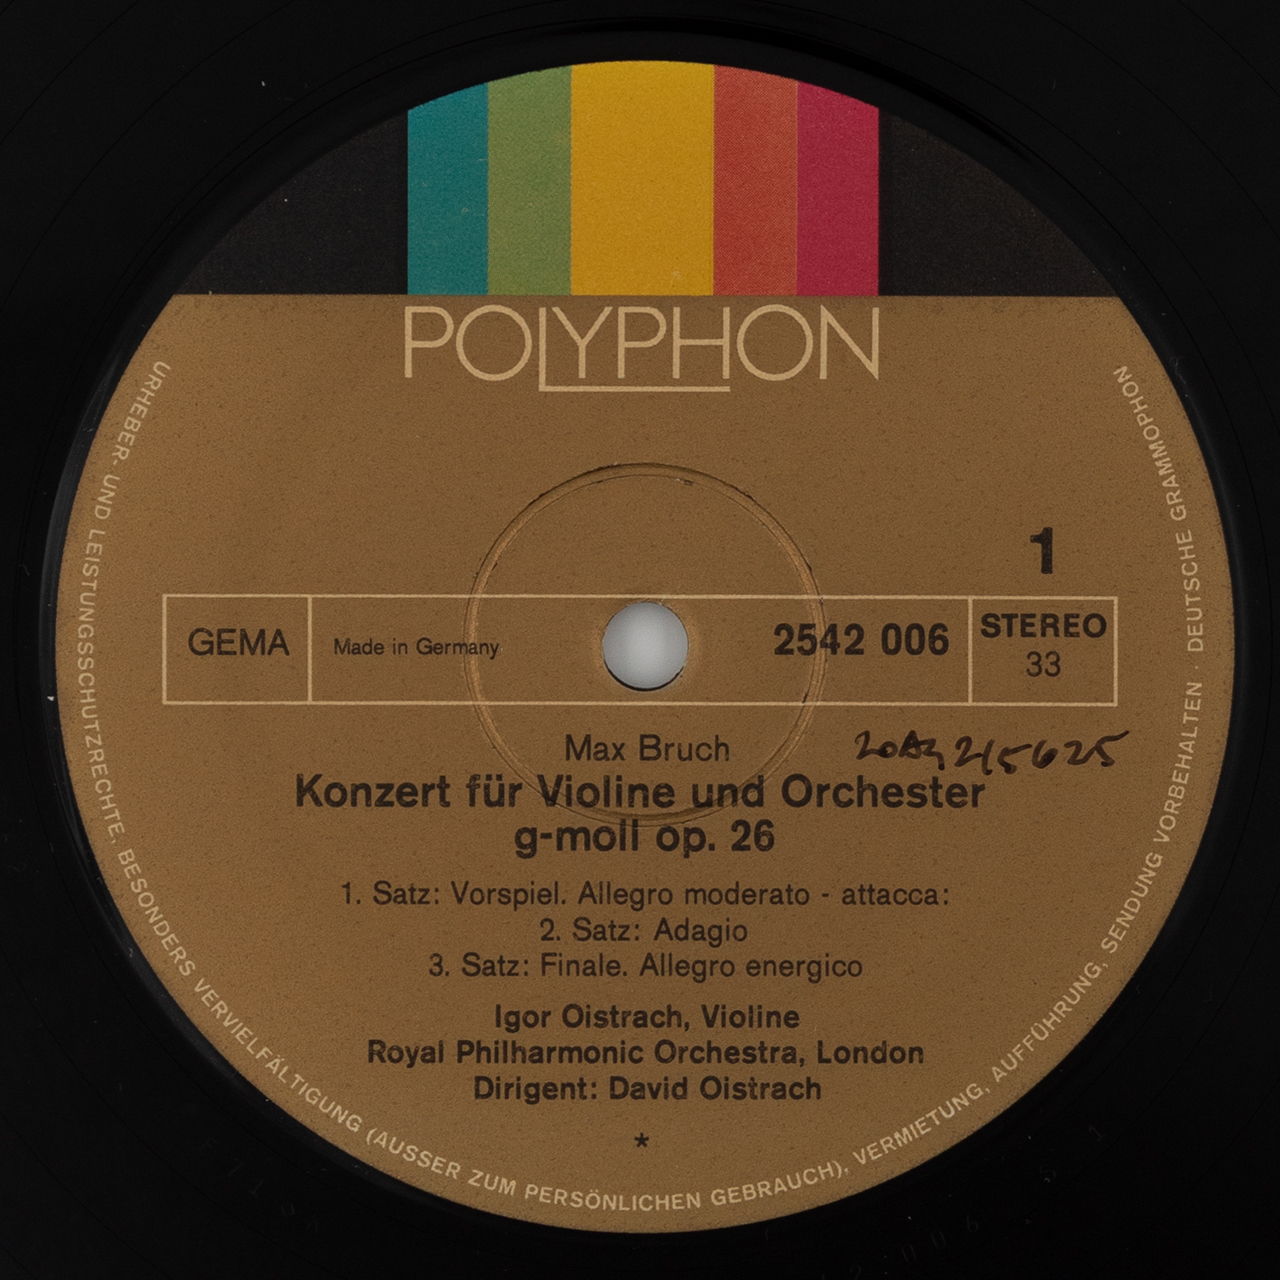 POLYPHON
1
GEMA
Made in Germany
2542 006
STEREO
33
Max Bruch
Konzert für Violine und Orchester
g-moll op. 26
1. Satz: Vorspiel. Allegro moderato - attacca:
2. Satz: Adagio
3. Satz: Finale. Allegro energico
Igor Oistrach, Violine
Royal Philharmonic Orchestra, London
Dirigent: David Oistrach
*
URHEBER- UND LEISTUNGSSCHUTZRECHTE, BESONDERS VERVIELFÄLTIGUNG (AUSSER ZUM PERSÖNLICHEN GEBRAUCH), VERMIETUNG, AUFFÜHRUNG, SENDUNG VORBEHALTEN · DEUTSCHE GRAMMOPHON